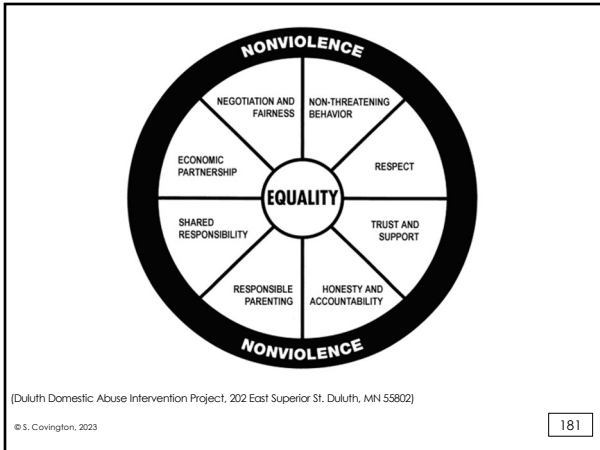 NONVIOLENCE
NEGOTIATION AND
FAIRNESS
NON-THREATENING
BEHAVIOR
ECONOMIC
PARTNERSHIP
RESPECT
EQUALITY
SHARED
RESPONSIBILITY
TRUST AND
SUPPORT
RESPONSIBLE
PARENTING
HONESTY AND
ACCOUNTABILITY
NONVIOLENCE
(Duluth Domestic Abuse Intervention Project, 202 East Superior St. Duluth, MN 55802)
© S. Covington, 2023
181